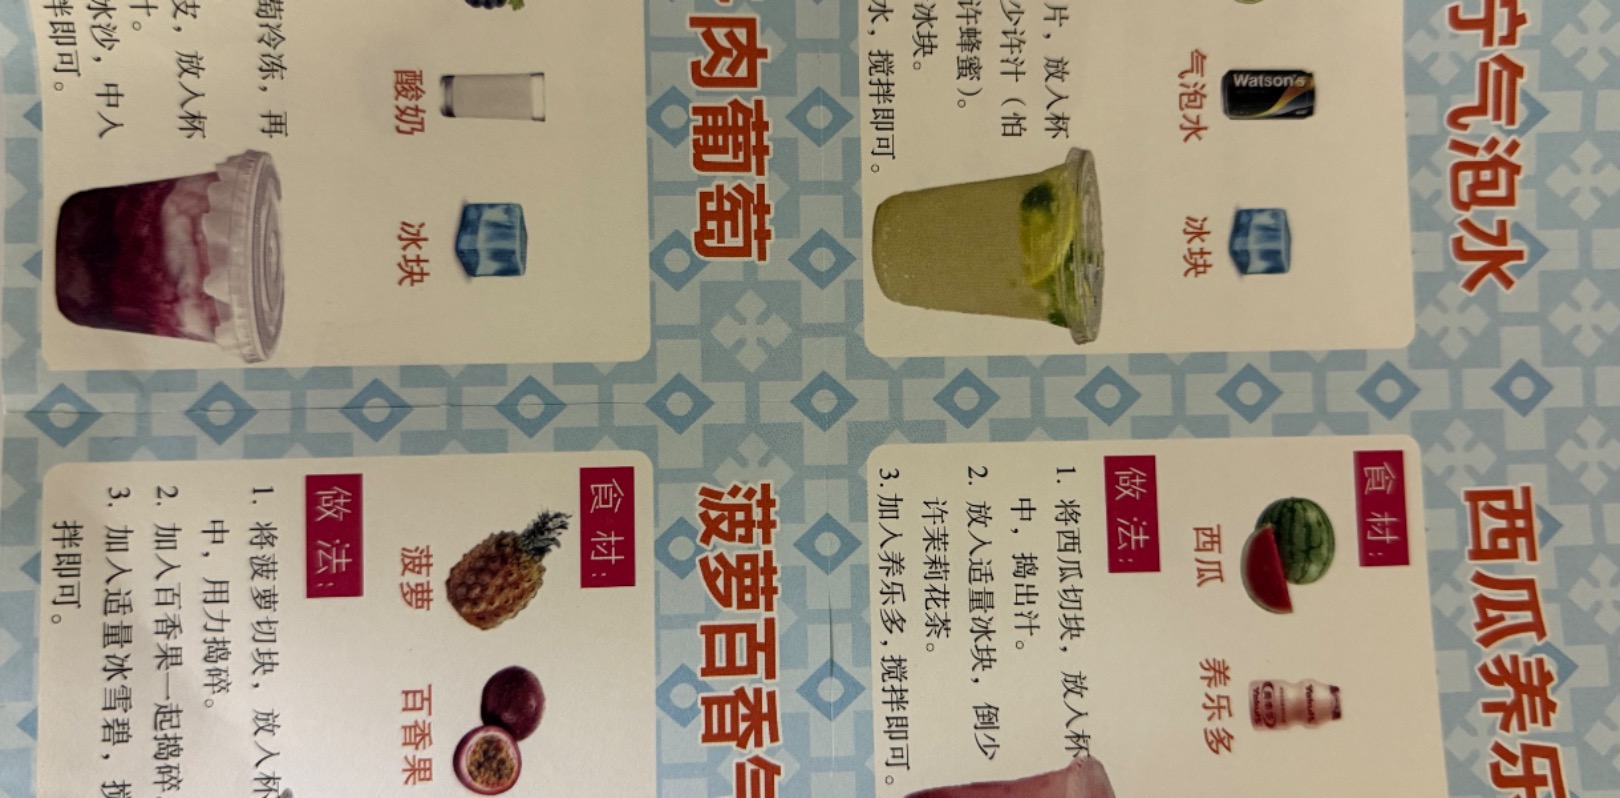 柠气泡水
Watson's
气泡水
冰块
片，放入杯
少许汁（怕
许蜂蜜）。
冰块。
水，搅拌即可。
肉葡萄
酸奶
冰块
萄冷冻，再
皮，放入杯
汁。
冰沙，中入
拌即可。
西瓜养乐
食材：
西瓜
养乐多
做法：
1. 将西瓜切块，放入杯
中，捣出汁。
2. 放入适量冰块，倒少
许茉莉花茶。
3. 加入养乐多，搅拌即可。
菠萝百香气
食材：
菠萝
百香果
做法：
1. 将菠萝切块，放入杯
中，用力捣碎。
2. 加入百香果一起捣碎
3. 加入适量冰雪碧，搅
拌即可。